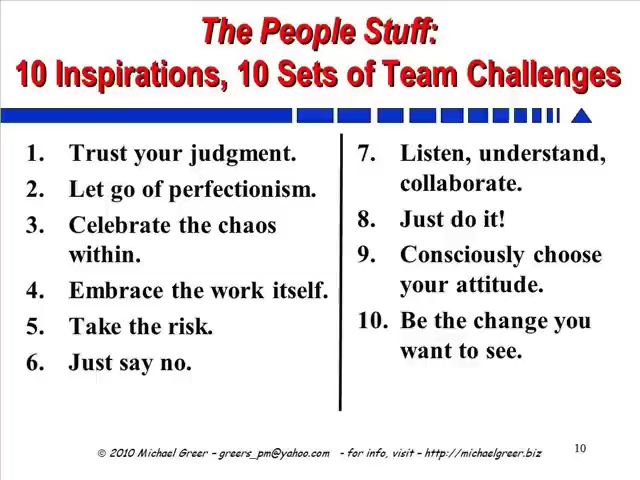 The People Stuff:
10 Inspirations, 10 Sets of Team Challenges
1. Trust your judgment.
2. Let go of perfectionism.
3. Celebrate the chaos
within.
4. Embrace the work itself.
5. Take the risk.
6. Just say no.
7. Listen, understand,
collaborate.
8. Just do it!
9. Consciously choose
your attitude.
10. Be the change you
want to see.
© 2010 Michael Greer – greers_pm@yahoo.com - for info, visit – http://michaelgreer.biz
10